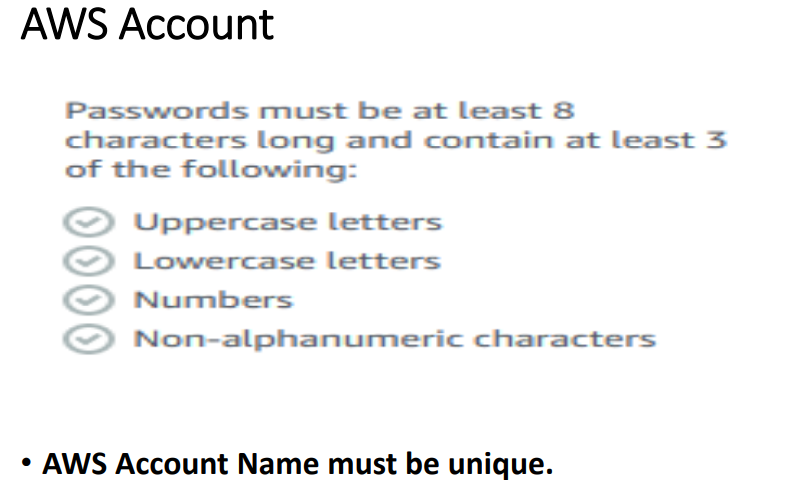 AWS Account
Passwords must be at least 8
characters long and contain at least 3
of the following:
Uppercase letters
Lowercase letters
Numbers
Non-alphanumeric characters
• AWS Account Name must be unique.